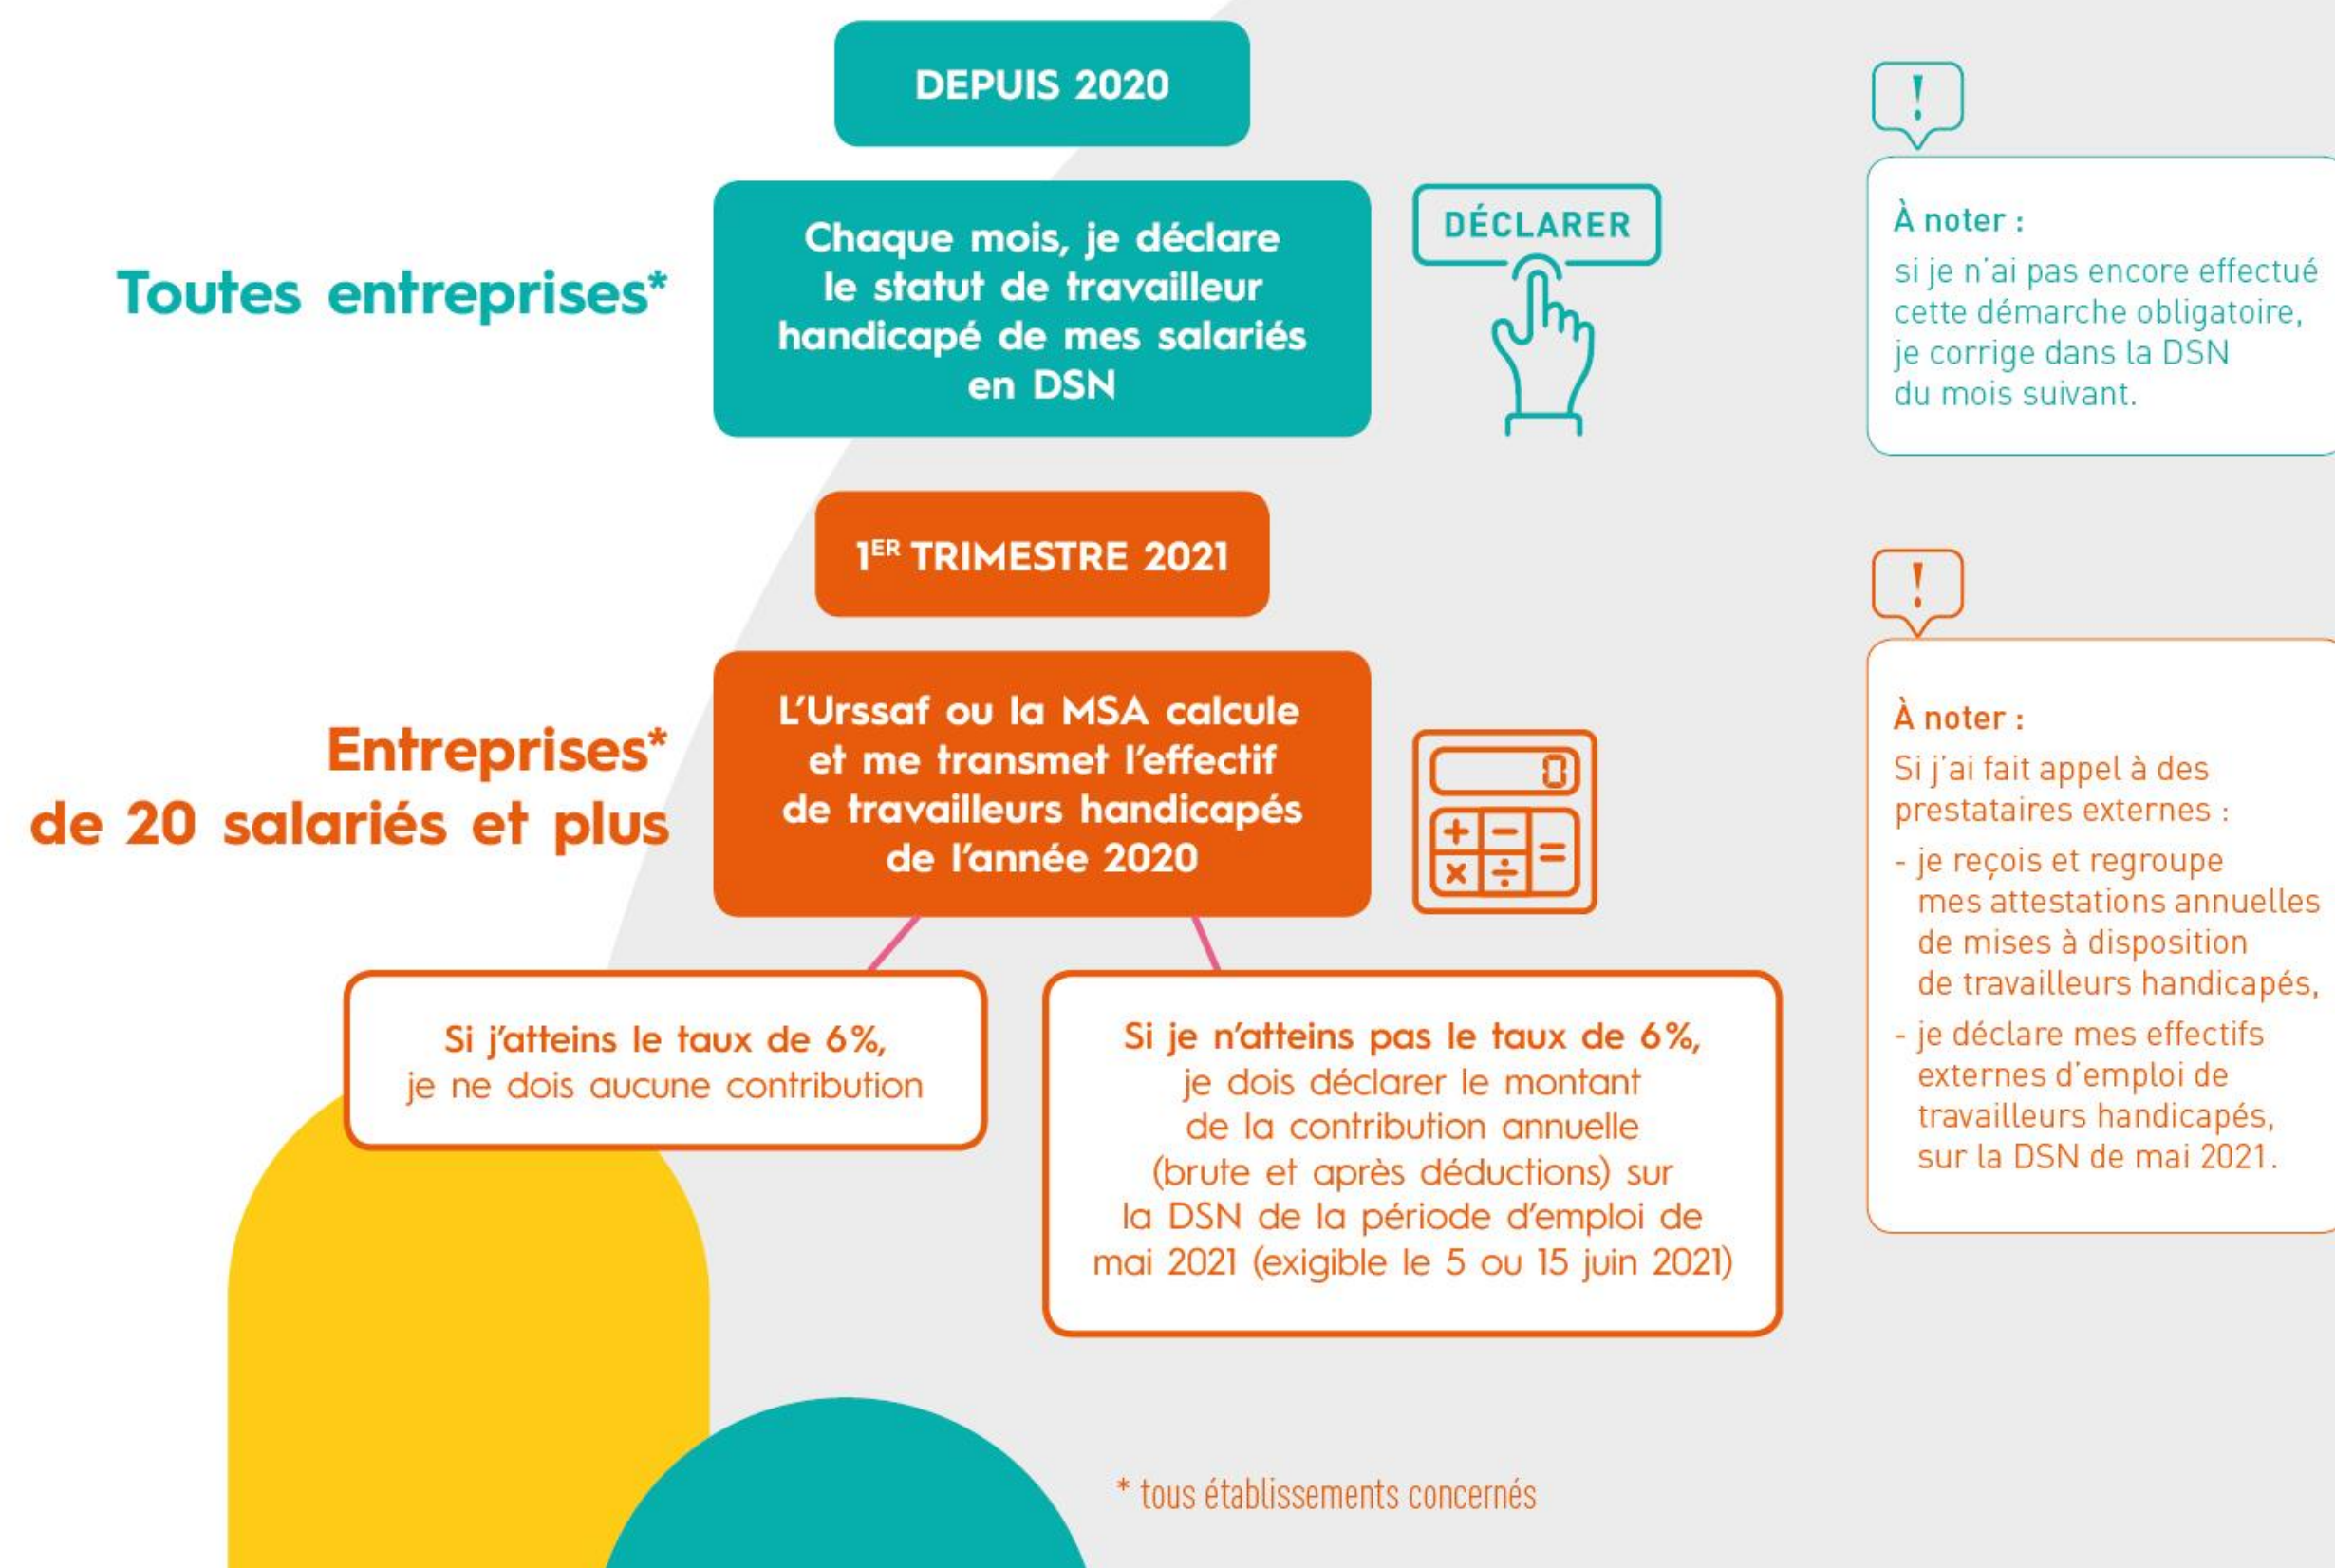 DEPUIS 2020
Toutes entreprises*
Chaque mois, je déclare
le statut de travailleur
handicapé de mes salariés
en DSN
DÉCLARER
!
À noter :
si je n'ai pas encore effectué
cette démarche obligatoire,
je corrige dans la DSN
du mois suivant.
1ER TRIMESTRE 2021
Entreprises*
de 20 salariés et plus
L'Urssaf ou la MSA calcule
et me transmet l'effectif
de travailleurs handicapés
de l'année 2020
0
+ -
=
x ÷
Si j'atteins le taux de 6%,
je ne dois aucune contribution
Si je n'atteins pas le taux de 6%,
je dois déclarer le montant
de la contribution annuelle
(brute et après déductions) sur
la DSN de la période d'emploi de
mai 2021 (exigible le 5 ou 15 juin 2021)
!
À noter :
Si j'ai fait appel à des
prestataires externes :
- je reçois et regroupe
mes attestations annuelles
de mises à disposition
de travailleurs handicapés,
- je déclare mes effectifs
externes d'emploi de
travailleurs handicapés,
sur la DSN de mai 2021.
* tous établissements concernés